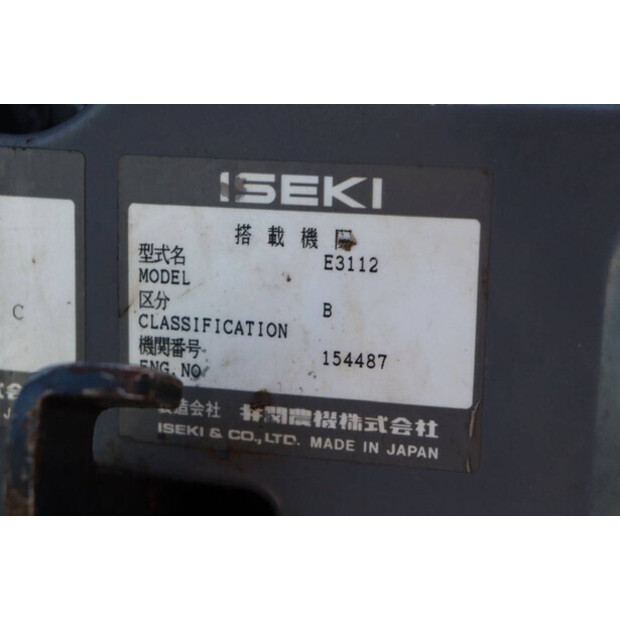 ISEKI
搭載機関
型式名
MODEL E3112
区分
CLASSIFICATION B
機関番号
ENG.NO 154487
製造会社 井関農機株式会社
ISEKI & CO.,LTD. MADE IN JAPAN
C